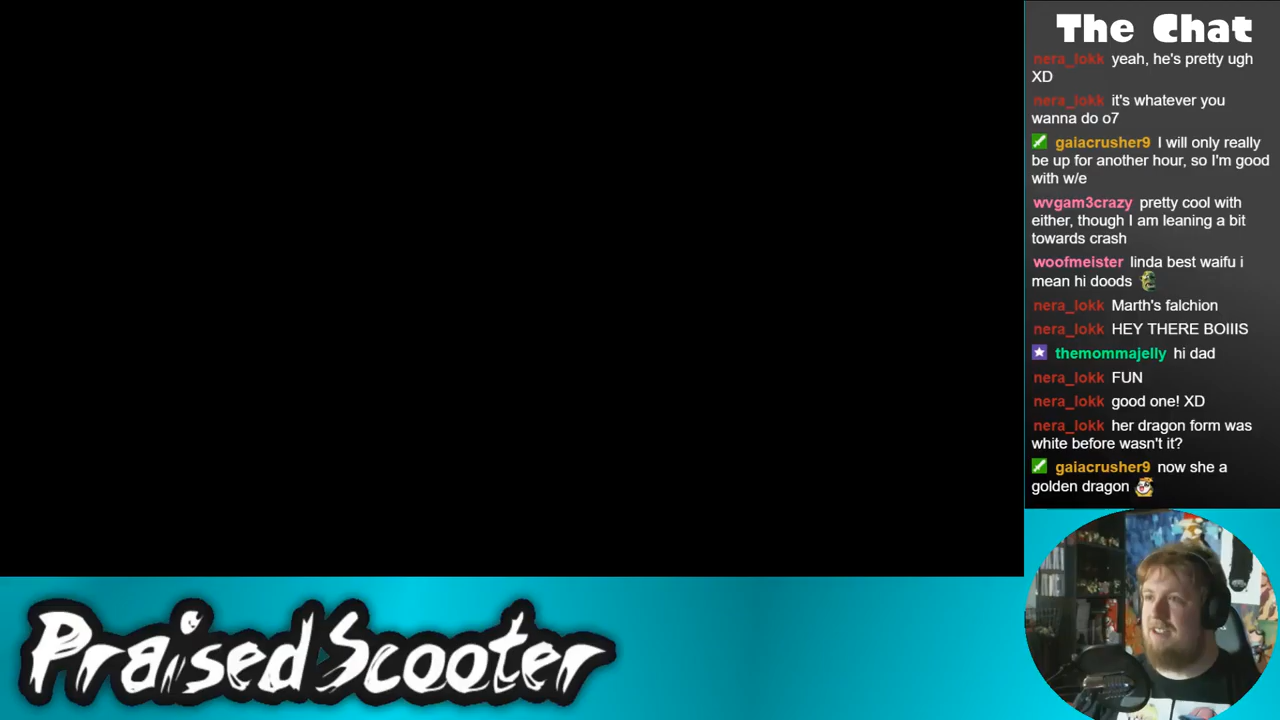 The Chat
nera_lokk yeah, he's pretty ugh
XD
nera_lokk it's whatever you
wanna do o7
gaiacrusher9 I will only really
be up for another hour, so I'm good
with w/e
wvgam3crazy pretty cool with
either, though I am leaning a bit
towards crash
woofmeister linda best waifu i
mean hi doods
nera_lokk Marth's falchion
nera_lokk HEY THERE BOIIIS
themommajelly hi dad
nera_lokk FUN
nera_lokk good one! XD
nera_lokk her dragon form was
white before wasn't it?
gaiacrusher9 now she a
golden dragon
PraisedScooter